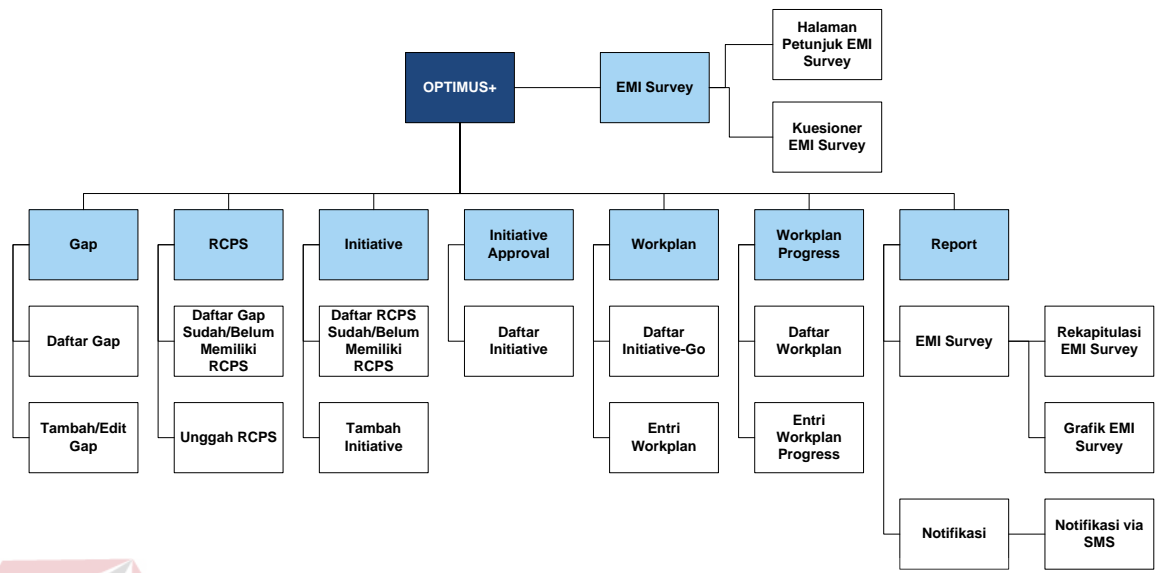 Halaman
Petunjuk EMI
Survey
OPTIMUS+
EMI Survey
Kuesioner
EMI Survey
Gap
RCPS
Initiative
Initiative
Approval
Workplan
Workplan
Progress
Report
Daftar Gap
Daftar Gap
Sudah/Belum
Memiliki
RCPS
Daftar RCPS
Sudah/Belum
Memiliki
RCPS
Daftar
Initiative
Daftar
Initiative-Go
Daftar
Workplan
EMI Survey
Rekapitulasi
EMI Survey
Tambah/Edit
Gap
Unggah RCPS
Tambah
Initiative
Entri
Workplan
Entri
Workplan
Progress
Grafik EMI
Survey
Notifikasi
Notifikasi via
SMS